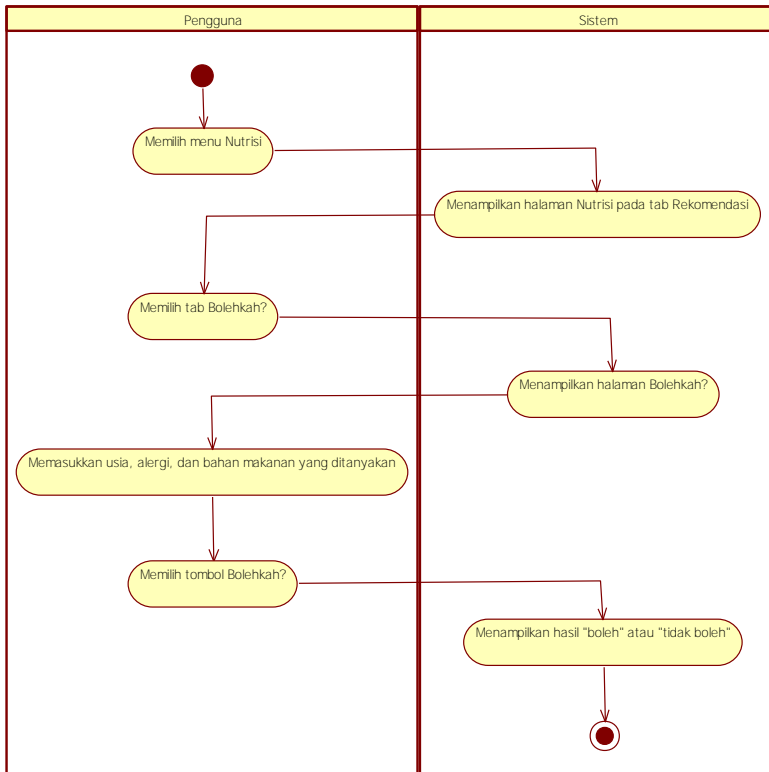 Pengguna
Sistem
Memilih menu Nutrisi
Menampilkan halaman Nutrisi pada tab Rekomendasi
Memilih tab Bolehkah?
Menampilkan halaman Bolehkah?
Memasukkan usia, alergi, dan bahan makanan yang ditanyakan
Memilih tombol Bolehkah?
Menampilkan hasil "boleh" atau "tidak boleh"